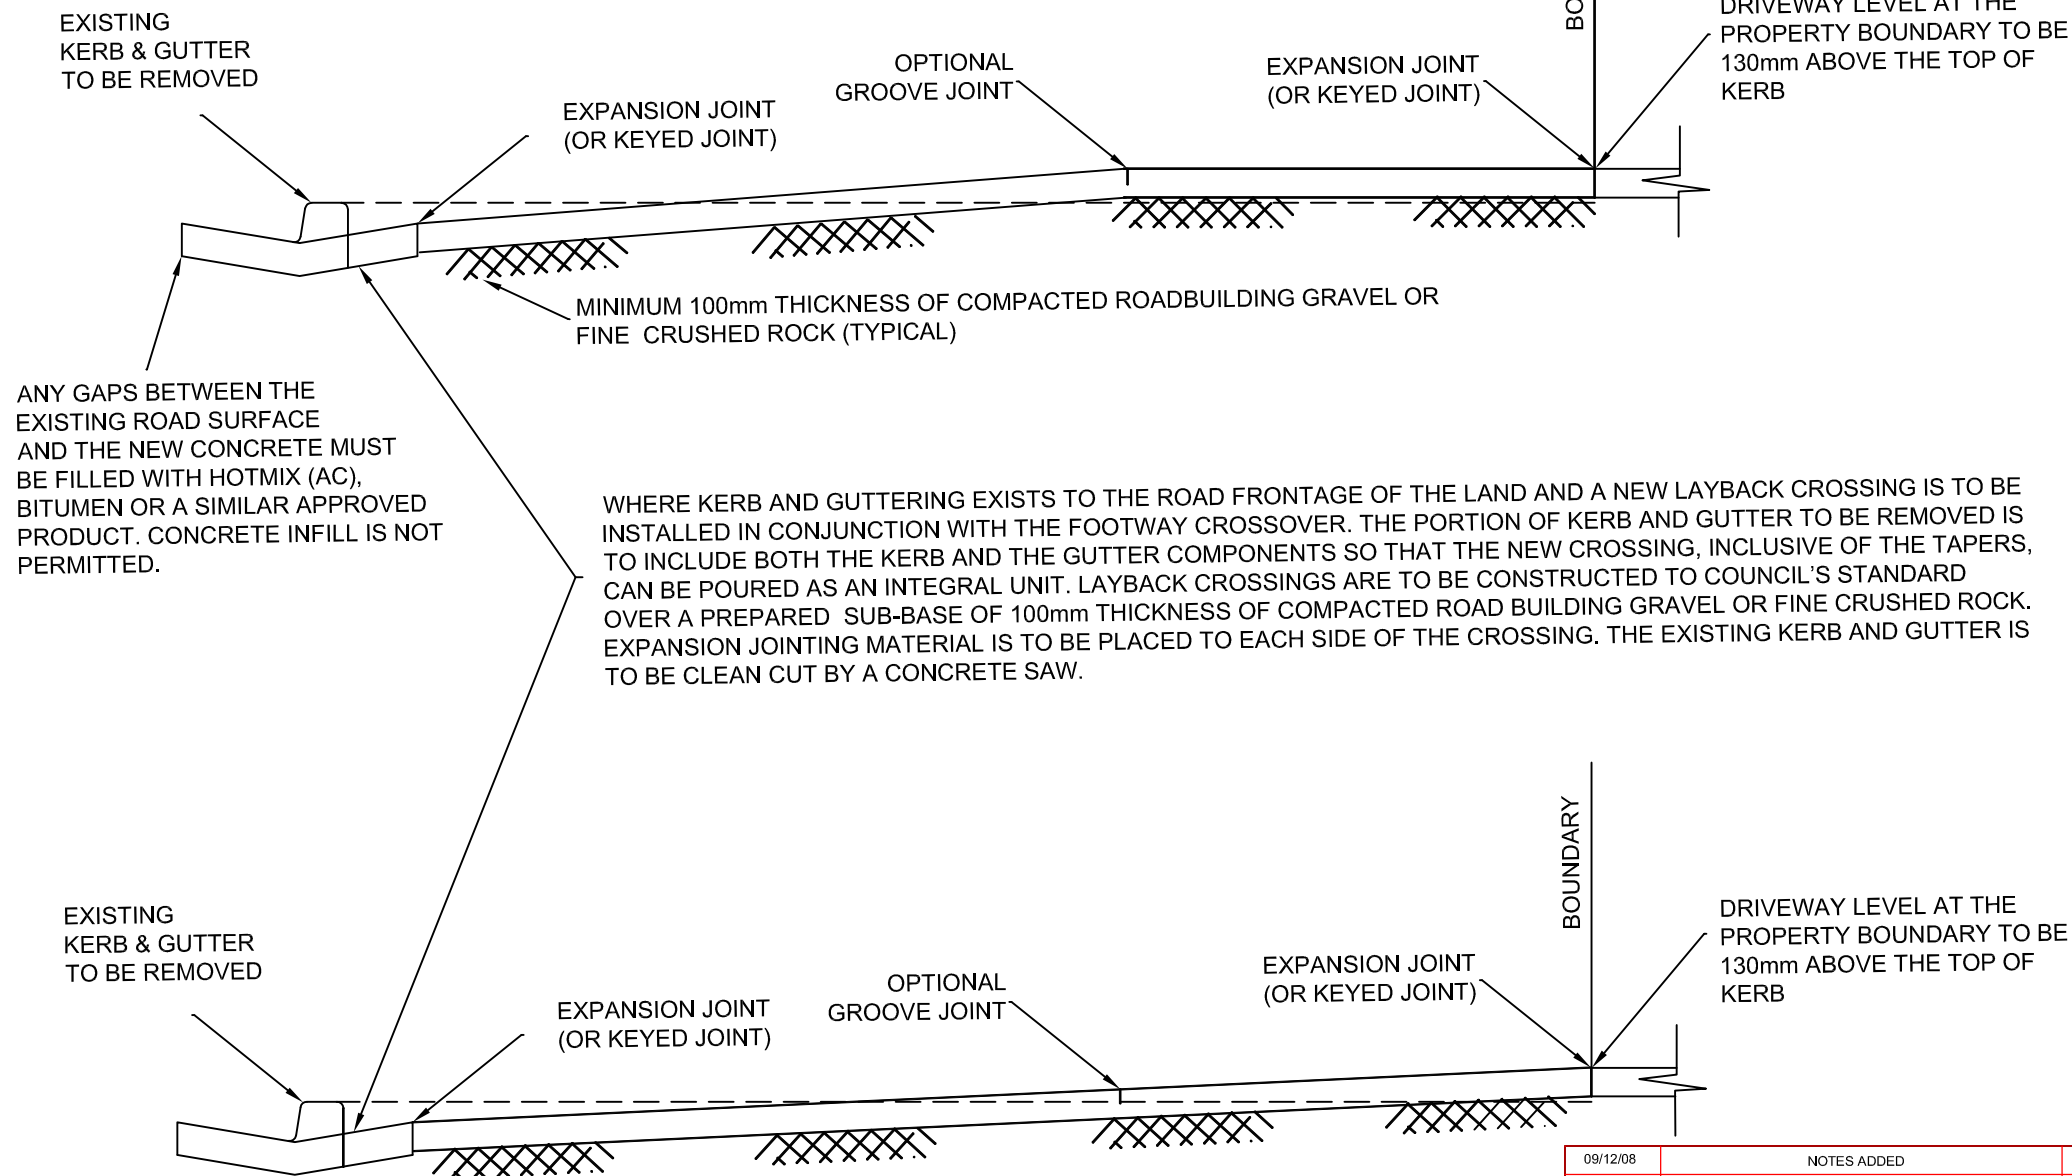 EXISTING
KERB & GUTTER
TO BE REMOVED
EXPANSION JOINT
(OR KEYED JOINT)
OPTIONAL
GROOVE JOINT
EXPANSION JOINT
(OR KEYED JOINT)
BO
DRIVEWAY LEVEL AT THE
PROPERTY BOUNDARY TO BE
130mm ABOVE THE TOP OF
KERB
MINIMUM 100mm THICKNESS OF COMPACTED ROADBUILDING GRAVEL OR
FINE CRUSHED ROCK (TYPICAL)
ANY GAPS BETWEEN THE
EXISTING ROAD SURFACE
AND THE NEW CONCRETE MUST
BE FILLED WITH HOTMIX (AC),
BITUMEN OR A SIMILAR APPROVED
PRODUCT. CONCRETE INFILL IS NOT
PERMITTED.
WHERE KERB AND GUTTERING EXISTS TO THE ROAD FRONTAGE OF THE LAND AND A NEW LAYBACK CROSSING IS TO BE
INSTALLED IN CONJUNCTION WITH THE FOOTWAY CROSSOVER. THE PORTION OF KERB AND GUTTER TO BE REMOVED IS
TO INCLUDE BOTH THE KERB AND THE GUTTER COMPONENTS SO THAT THE NEW CROSSING, INCLUSIVE OF THE TAPERS,
CAN BE POURED AS AN INTEGRAL UNIT. LAYBACK CROSSINGS ARE TO BE CONSTRUCTED TO COUNCIL'S STANDARD
OVER A PREPARED SUB-BASE OF 100mm THICKNESS OF COMPACTED ROAD BUILDING GRAVEL OR FINE CRUSHED ROCK.
EXPANSION JOINTING MATERIAL IS TO BE PLACED TO EACH SIDE OF THE CROSSING. THE EXISTING KERB AND GUTTER IS
TO BE CLEAN CUT BY A CONCRETE SAW.
EXISTING
KERB & GUTTER
TO BE REMOVED
EXPANSION JOINT
(OR KEYED JOINT)
OPTIONAL
GROOVE JOINT
EXPANSION JOINT
(OR KEYED JOINT)
BOUNDARY
DRIVEWAY LEVEL AT THE
PROPERTY BOUNDARY TO BE
130mm ABOVE THE TOP OF
KERB
09/12/08 NOTES ADDED